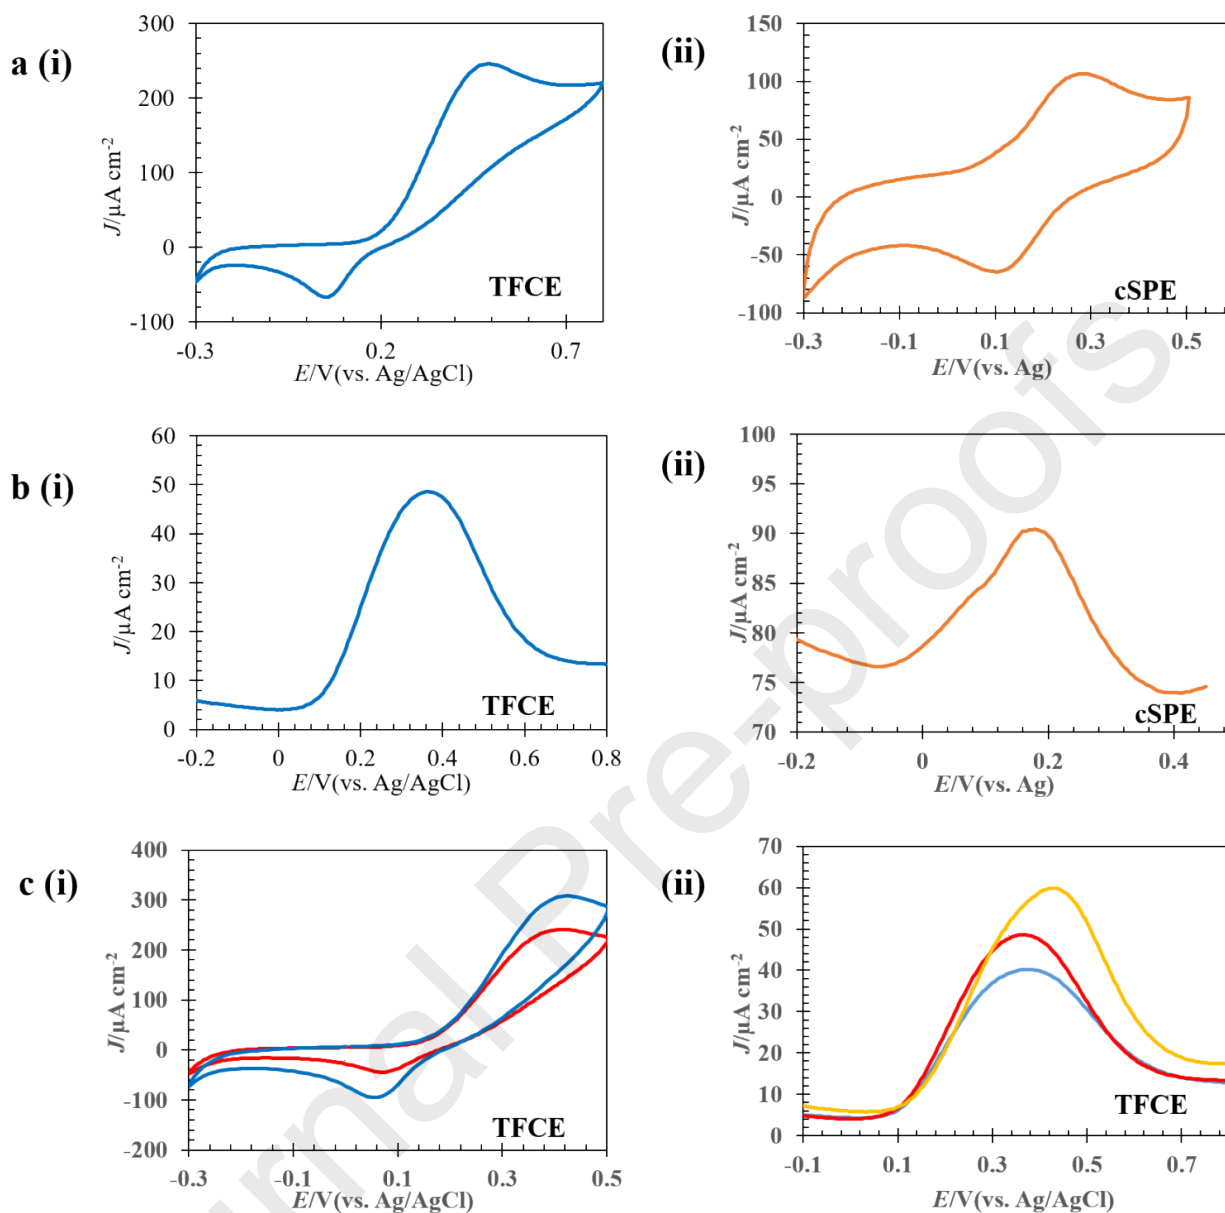 a (i)
300
200
100
0
-100
J/µA cm-2
-0.3
0.2
0.7
E/V(vs. Ag/AgCl)
TFCE
(ii)
150
100
50
0
-50
-100
J/µA cm-2
-0.3
-0.1
0.1
0.3
0.5
E/V(vs. Ag)
cSPE
b (i)
60
50
40
30
20
10
0
J/µA cm-2
-0.2
0
0.2
0.4
0.6
0.8
E/V(vs. Ag/AgCl)
TFCE
(ii)
100
95
90
85
80
75
70
J/µA cm-2
-0.2
0
0.2
0.4
E/V(vs. Ag)
cSPE
c (i)
400
300
200
100
0
-100
-200
J/µA cm-2
-0.3
-0.1
0.1
0.3
0.5
E/V(vs. Ag/AgCl)
TFCE
(ii)
70
60
50
40
30
20
10
0
J/µA cm-2
-0.1
0.1
0.3
0.5
0.7
E/V(vs. Ag/AgCl)
TFCE
rnal Pre-proofs